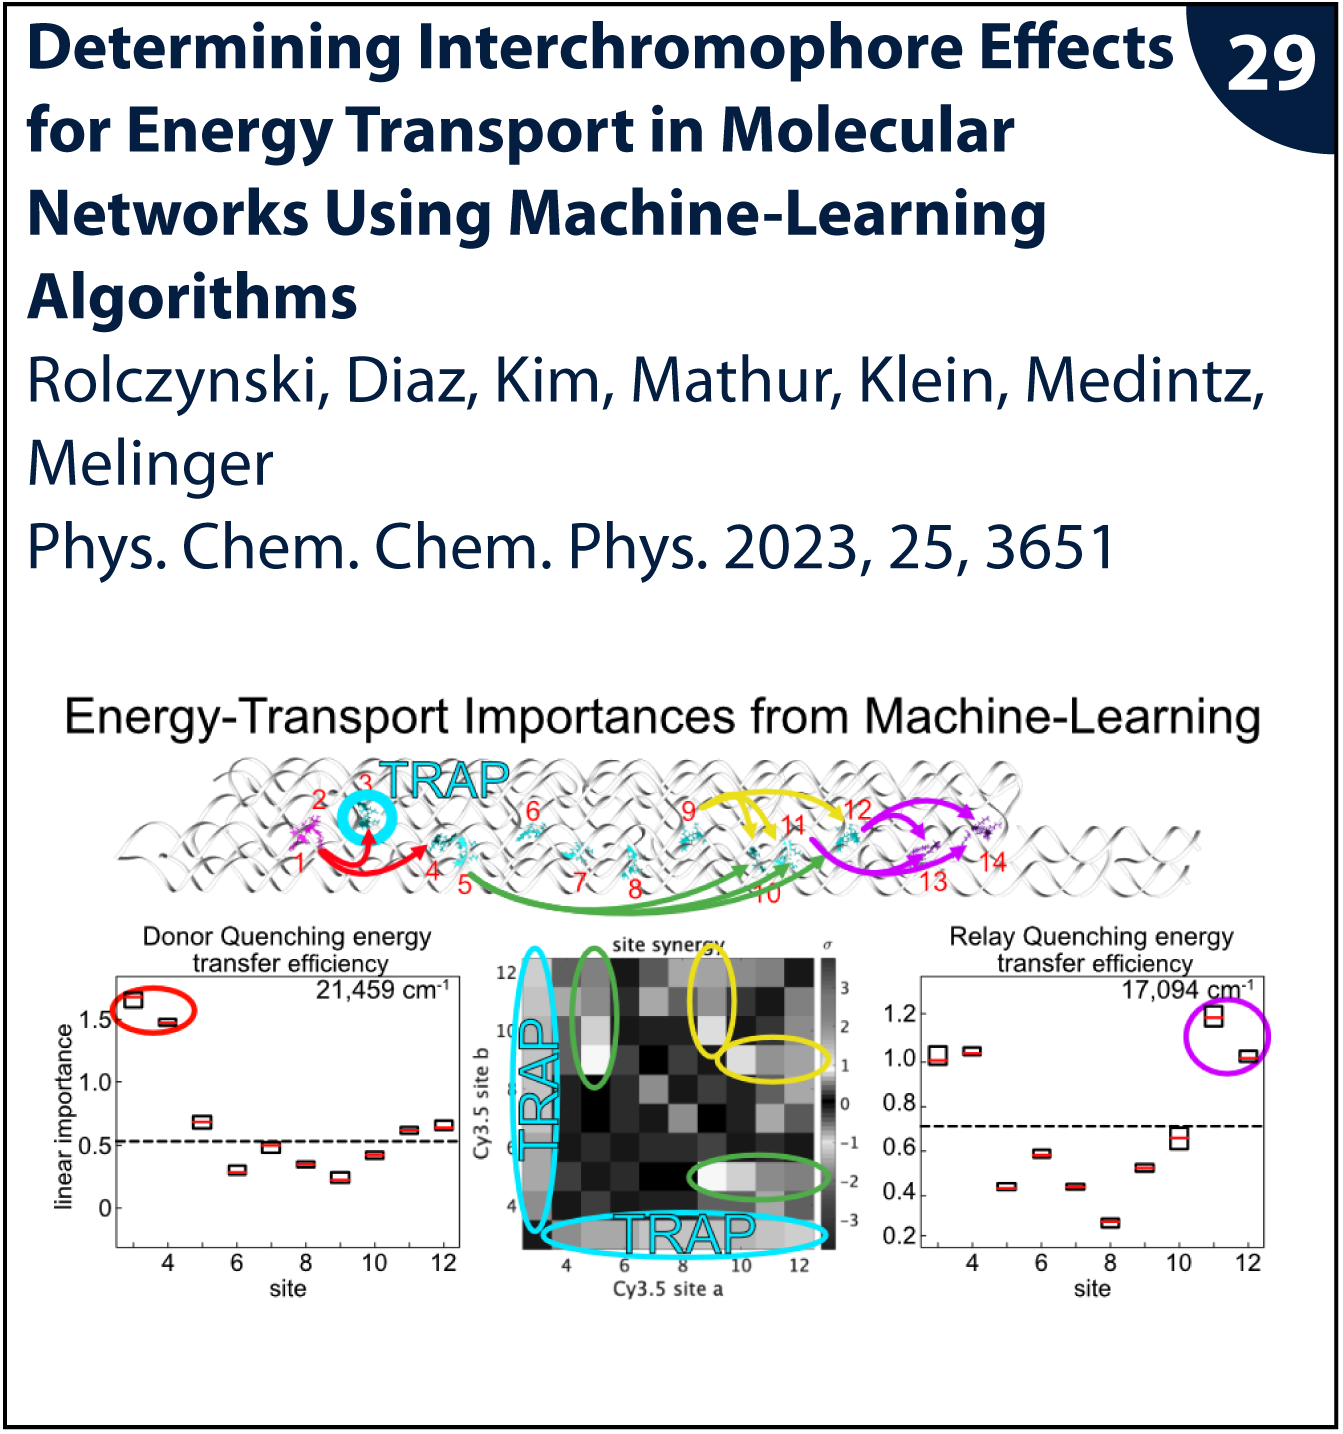 Determining Interchromophore Effects
29
for Energy Transport in Molecular
Networks Using Machine-Learning
Algorithms
Rolczynski, Diaz, Kim, Mathur, Klein, Medintz,
Melinger
Phys. Chem. Chem. Phys. 2023, 25, 3651
Energy-Transport Importances from Machine-Learning
TRAP
1
2
3
4
5
6
7
8
9
10
11
12
13
14
Donor Quenching energy
transfer efficiency
21,459 cm-1
linear importance
1.5
1.0
0.5
0
4 6 8 10 12
site
site synergy
σ
Cy3.5 site b
12
10
8
6
4
TRAP
TRAP
3
2
1
0
−1
−2
−3
4 6 8 10 12
Cy3.5 site a
Relay Quenching energy
transfer efficiency
17,094 cm-1
1.2
1.0
0.8
0.6
0.4
0.2
4 6 8 10 12
site